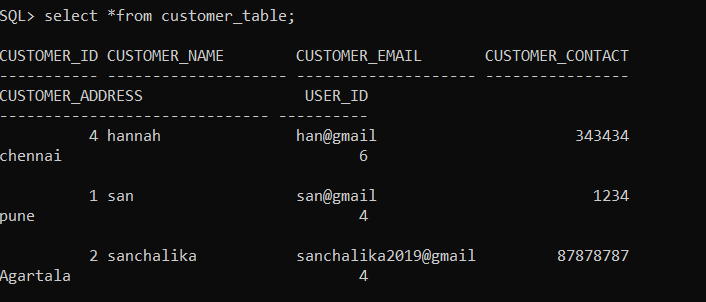 SQL> select *from customer_table;
CUSTOMER_ID CUSTOMER_NAME CUSTOMER_EMAIL CUSTOMER_CONTACT
----------- -------------------- -------------------- ----------------
CUSTOMER_ADDRESS USER_ID
------------------------------ ----------
4 hannah han@gmail 343434
chennai 6
1 san san@gmail 1234
pune 4
2 sanchalika sanchalika2019@gmail 87878787
Agartala 4